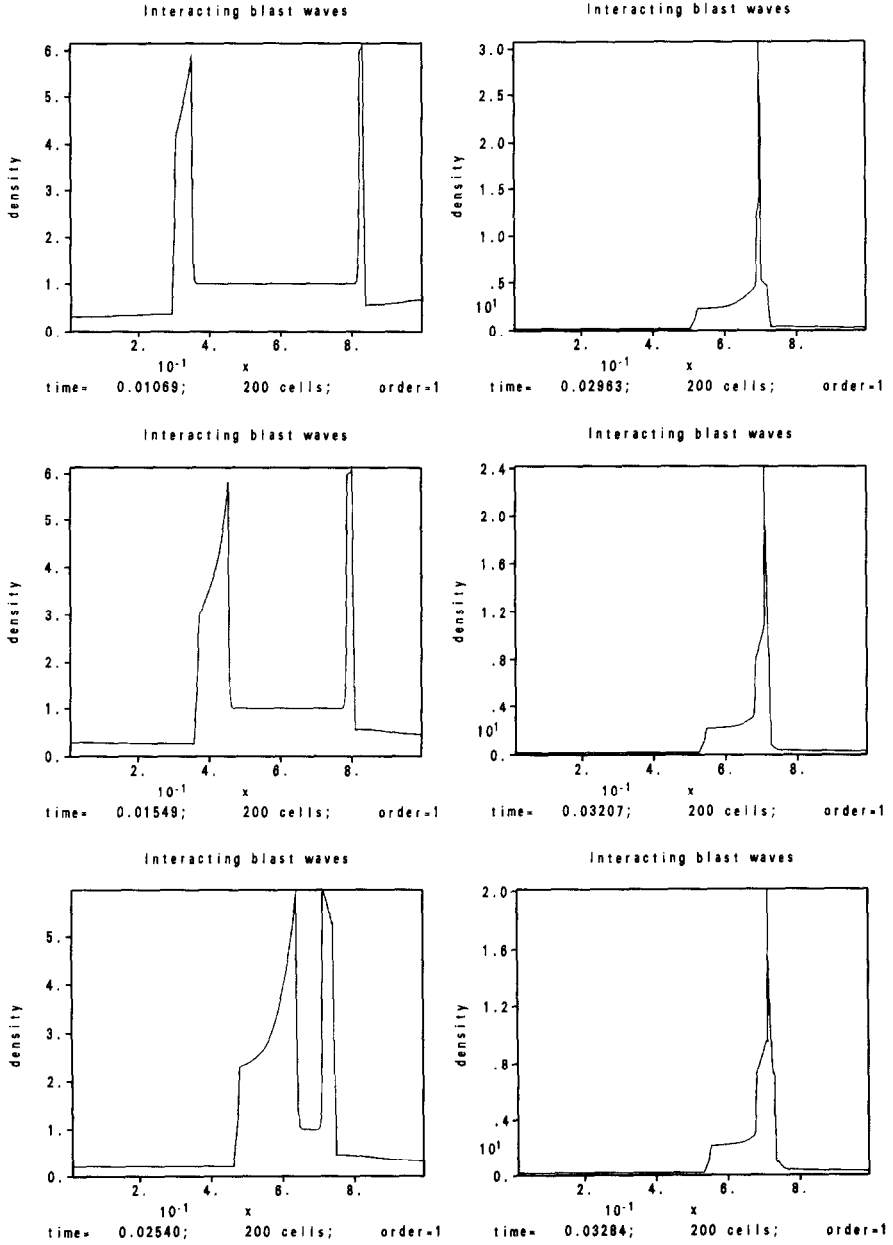 Interacting blast waves
6.
5.
4.
3.
2.
1.
0.
density
2. 4. 6. 8.
10⁻¹ x
time= 0.01069; 200 cells; order=1
Interacting blast waves
3.0
2.5
2.0
1.5
1.0
.5
10¹
0.
density
2. 4. 6. 8.
10⁻¹ x
time= 0.02963; 200 cells; order=1
Interacting blast waves
6.
5.
4.
3.
2.
1.
0.
density
2. 4. 6. 8.
10⁻¹ x
time= 0.01549; 200 cells; order=1
Interacting blast waves
2.4
2.0
1.6
1.2
.8
.4
10¹
0.
density
2. 4. 6. 8.
10⁻¹ x
time= 0.03207; 200 cells; order=1
Interacting blast waves
5.
4.
3.
2.
1.
0.
density
2. 4. 6. 8.
10⁻¹ x
time= 0.02540; 200 cells; order=1
Interacting blast waves
2.0
1.6
1.2
.8
.4
10¹
0.
density
2. 4. 6. 8.
10⁻¹ x
time= 0.03284; 200 cells; order=1